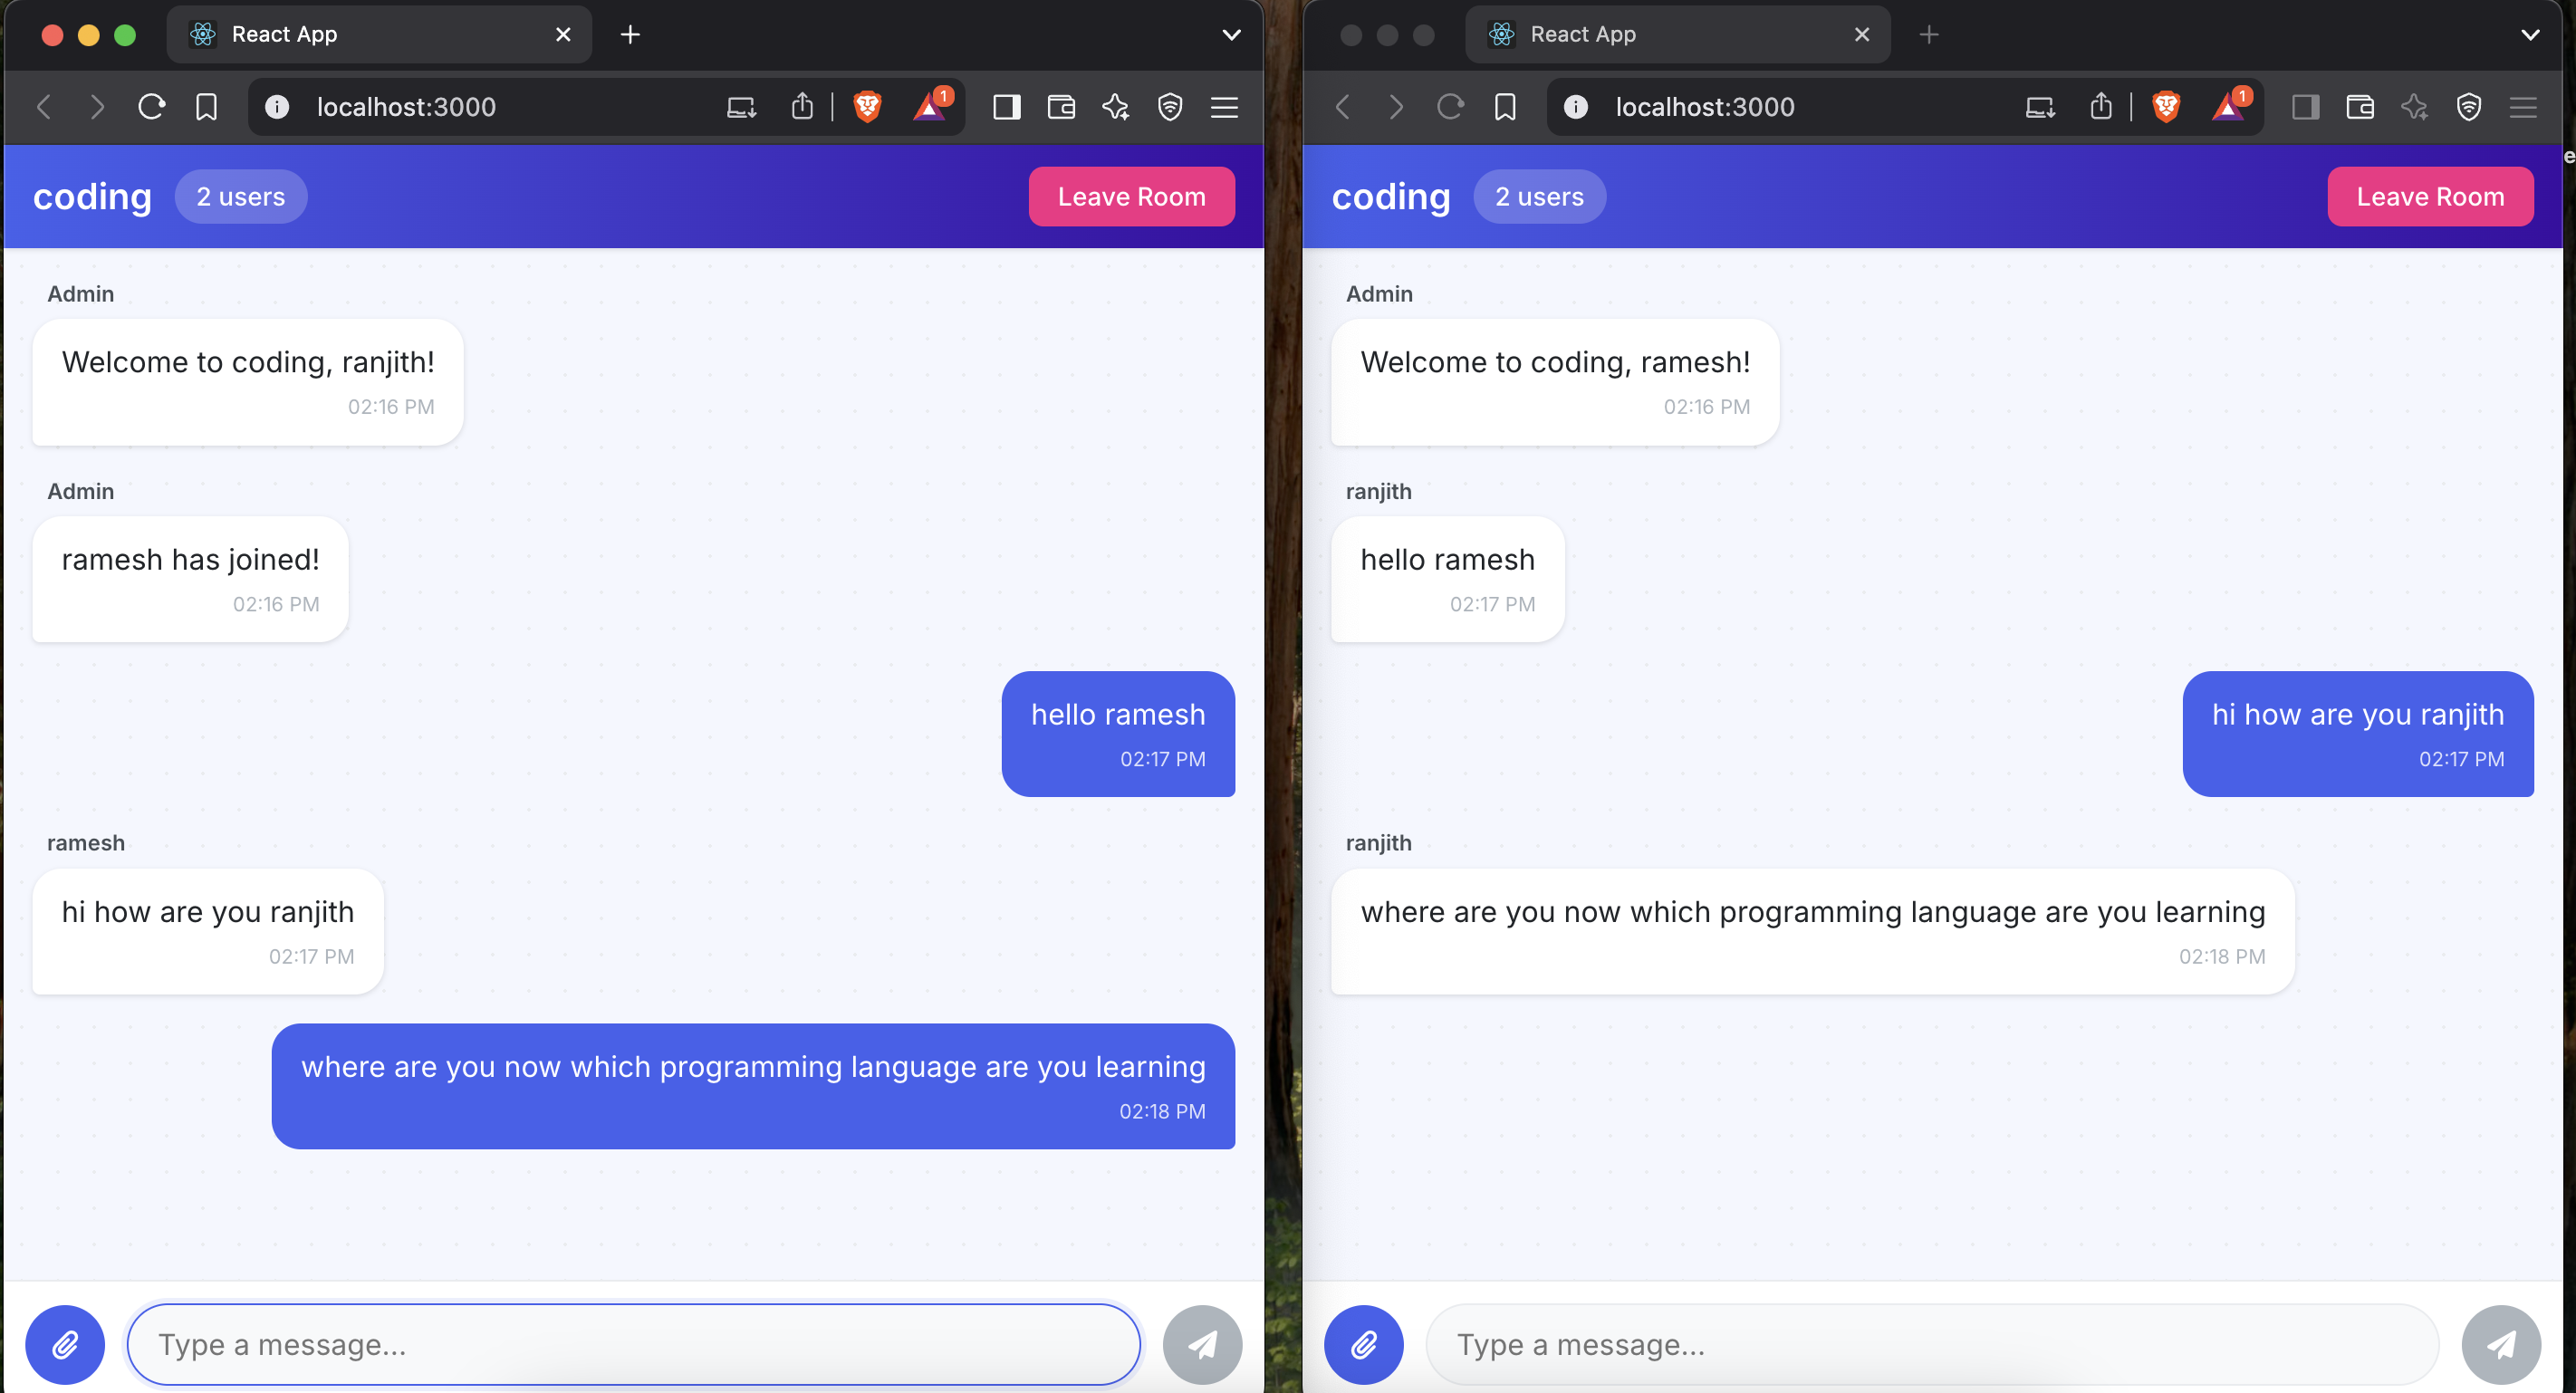 React App
localhost:3000
1
coding
2 users
Leave Room
Admin
Welcome to coding, ranjith!
02:16 PM
Admin
ramesh has joined!
02:16 PM
hello ramesh
02:17 PM
ramesh
hi how are you ranjith
02:17 PM
where are you now which programming language are you learning
02:18 PM
Type a message...
React App
localhost:3000
1
coding
2 users
Leave Room
Admin
Welcome to coding, ramesh!
02:16 PM
ranjith
hello ramesh
02:17 PM
hi how are you ranjith
02:17 PM
ranjith
where are you now which programming language are you learning
02:18 PM
Type a message...